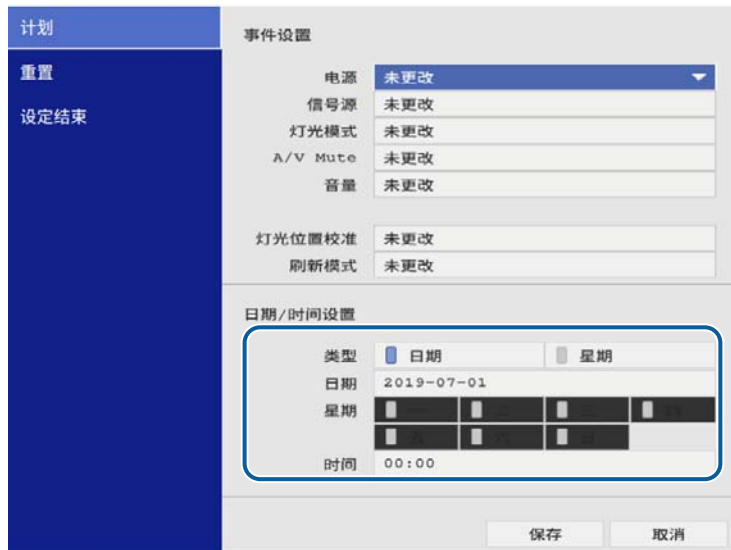 计划
重置
设定结束
事件设置
电源 未更改
信号源 未更改
灯光模式 未更改
A/V Mute 未更改
音量 未更改
灯光位置校准 未更改
刷新模式 未更改
日期/时间设置
类型 日期 星期
日期 2019-07-01
星期 一 二 三 四
五 六 日
时间 00:00
保存 取消